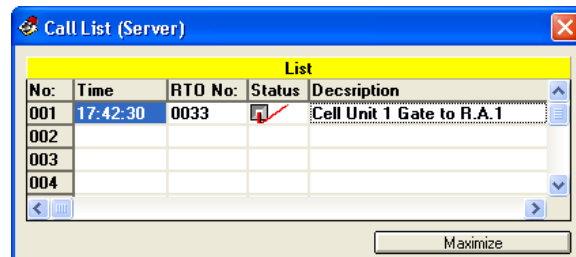 Call List (Server)
List
No: Time RTO No: Status Decsription
001 17:42:30 0033 Cell Unit 1 Gate to R.A.1
002
003
004
Maximize